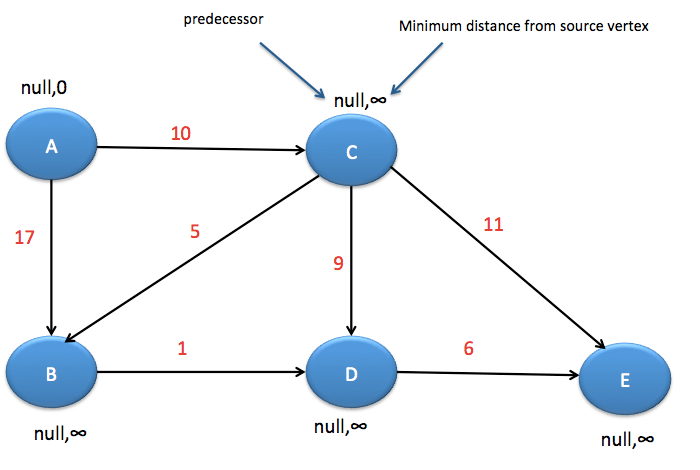 predecessor
Minimum distance from source vertex
null,0
null,∞
A
10
C
17
5
11
9
1
6
B
D
E
null,∞
null,∞
null,∞